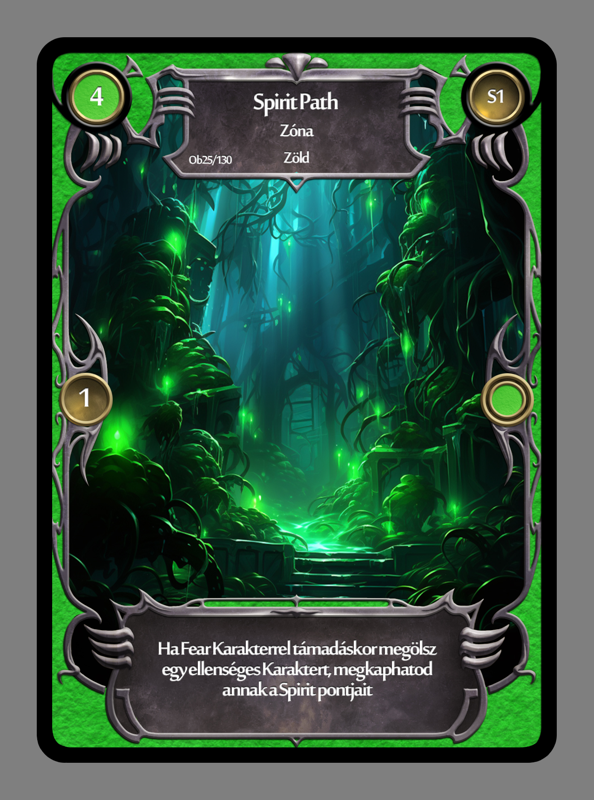 4
S1
Spirit Path
Zóna
Ob25/130
Zöld
1
Ha Fear Karakterrel támadáskor megölsz
egy ellenséges Karaktert, megkaphatod
annak a Spirit pontjait